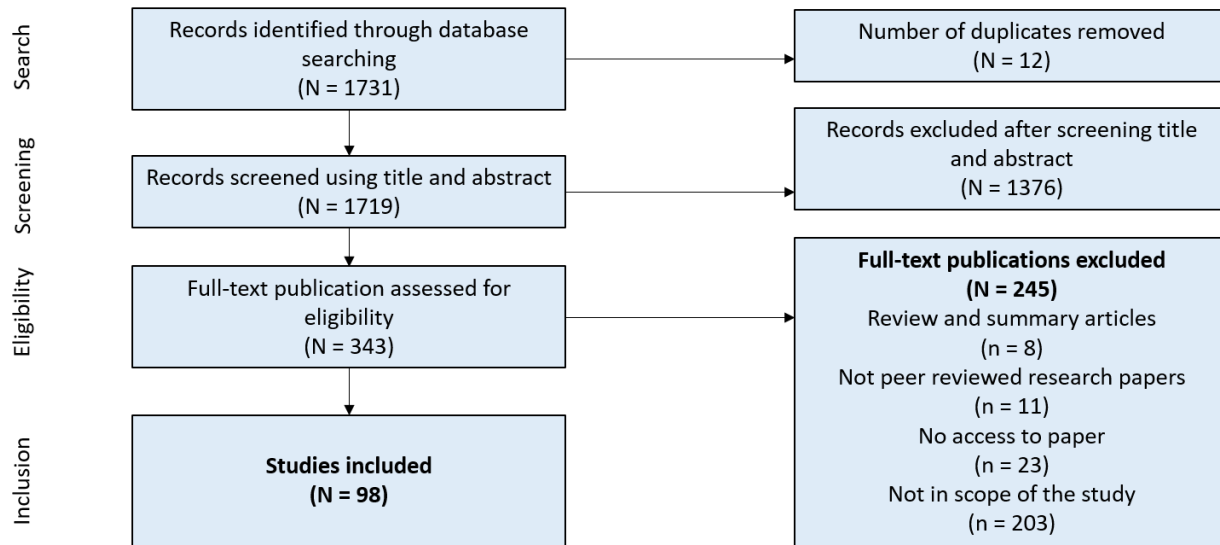 Search
Records identified through database
searching
(N = 1731)
Number of duplicates removed
(N = 12)
Screening
Records screened using title and abstract
(N = 1719)
Records excluded after screening title
and abstract
(N = 1376)
Eligibility
Full-text publication assessed for
eligibility
(N = 343)
Full-text publications excluded
(N = 245)
Review and summary articles
(n = 8)
Not peer reviewed research papers
(n = 11)
No access to paper
(n = 23)
Not in scope of the study
(n = 203)
Inclusion
Studies included
(N = 98)